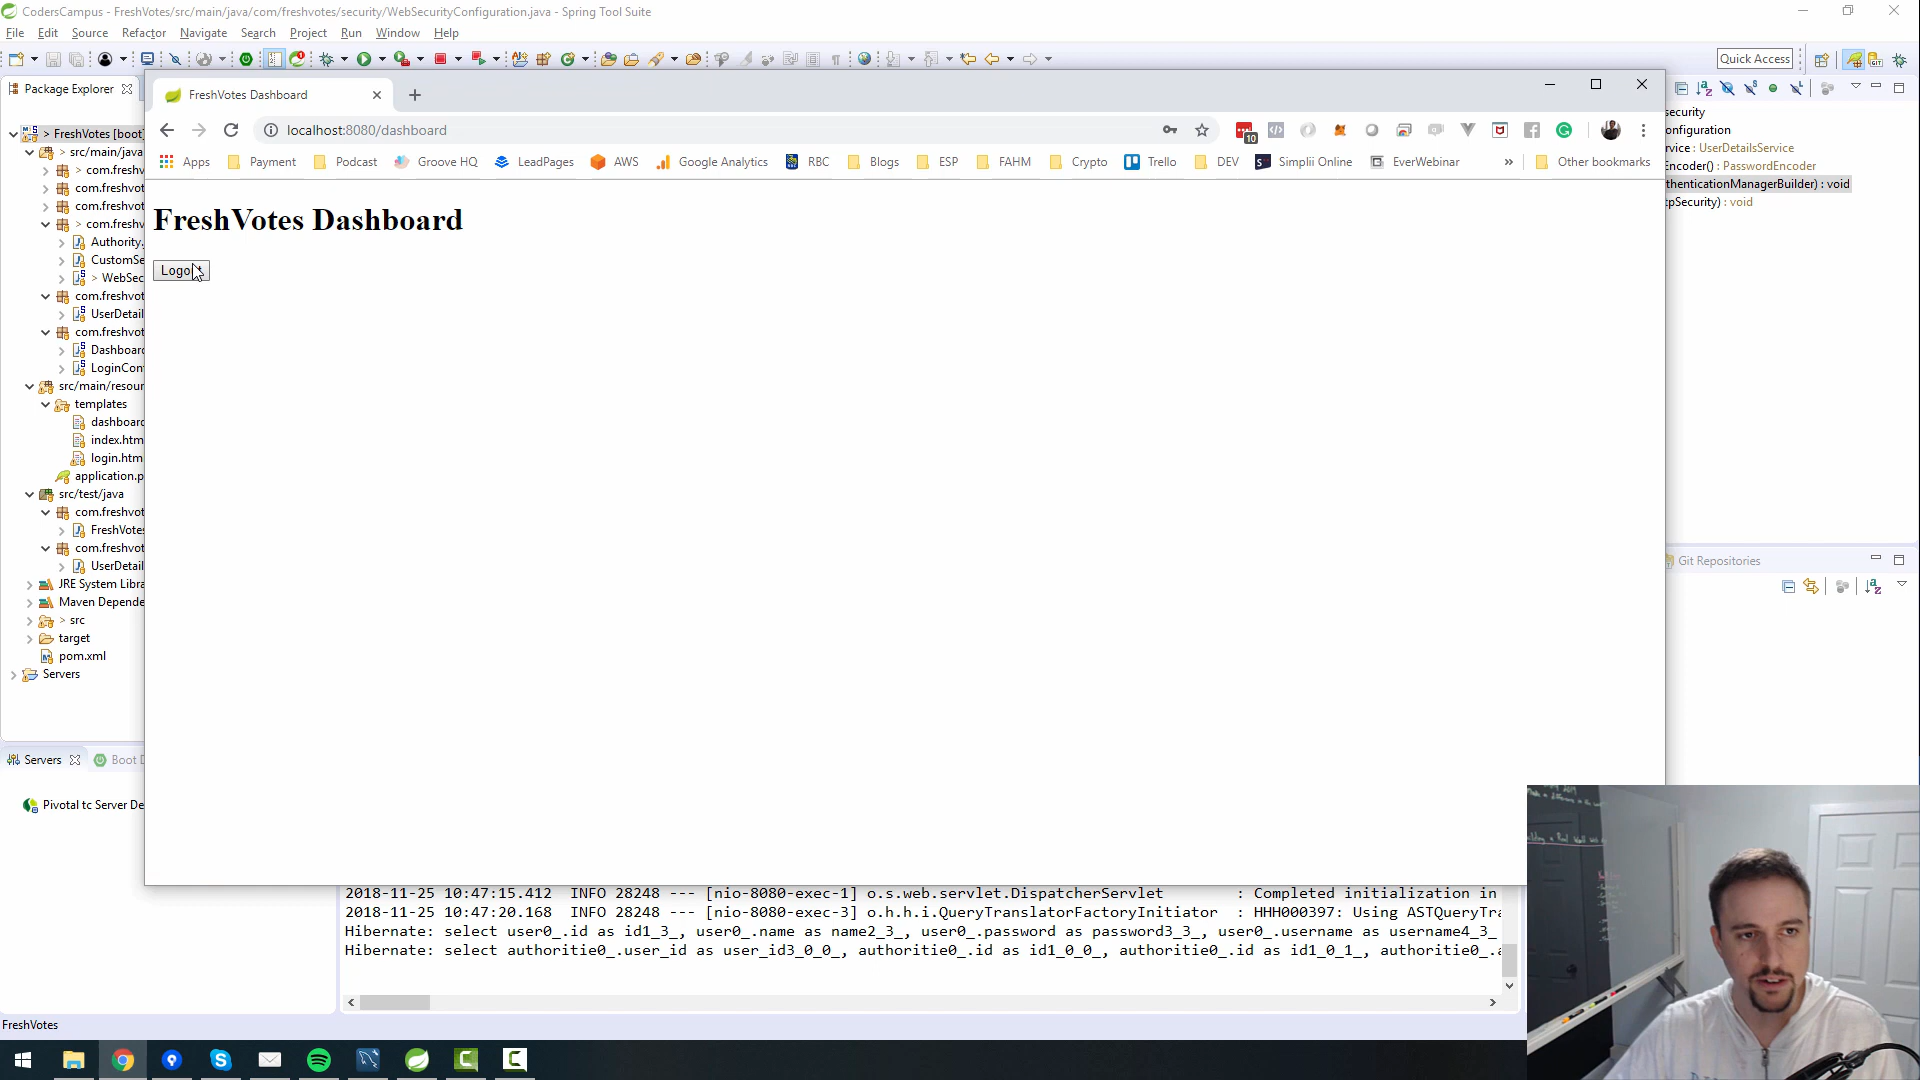 CodersCampus - FreshVotes/src/main/java/com/freshvotes/security/WebSecurityConfiguration.java - Spring Tool Suite
File Edit Source Refactor Navigate Search Project Run Window Help
Quick Access
Package Explorer
FreshVotes Dashboard
localhost:8080/dashboard
10
Apps Payment Podcast Groove HQ LeadPages AWS Google Analytics RBC Blogs ESP FAHM Crypto Trello DEV Simplii Online EverWebinar » Other bookmarks
FreshVotes Dashboard
Logo
> FreshVotes [boot]
> src/main/java
> com.freshv
com.freshvot
com.freshvot
> com.freshv
Authority.
CustomSe
> WebSec
com.freshvot
UserDetail
com.freshvot
Dashboard
LoginCon
src/main/resour
templates
dashboard
index.htm
login.htm
application.p
src/test/java
com.freshvot
FreshVotes
com.freshvot
UserDetail
JRE System Libra
Maven Depende
> src
target
pom.xml
Servers
security
onfiguration
rvice : UserDetailsService
Encoder() : PasswordEncoder
thenticationManagerBuilder) : void
tpSecurity) : void
Git Repositories
Servers Boot D
Pivotal tc Server De
2018-11-25 10:47:15.412 INFO 28248 --- [nio-8080-exec-1] o.s.web.servlet.DispatcherServlet : Completed initialization in
2018-11-25 10:47:20.168 INFO 28248 --- [nio-8080-exec-3] o.h.h.i.QueryTranslatorFactoryInitiator : HHH000397: Using ASTQueryTra
Hibernate: select user0_.id as id1_3_, user0_.name as name2_3_, user0_.password as password3_3_, user0_.username as username4_3_
Hibernate: select authoritie0_.user_id as user_id3_0_0_, authoritie0_.id as id1_0_0_, authoritie0_.id as id1_0_1_, authoritie0_.a
FreshVotes